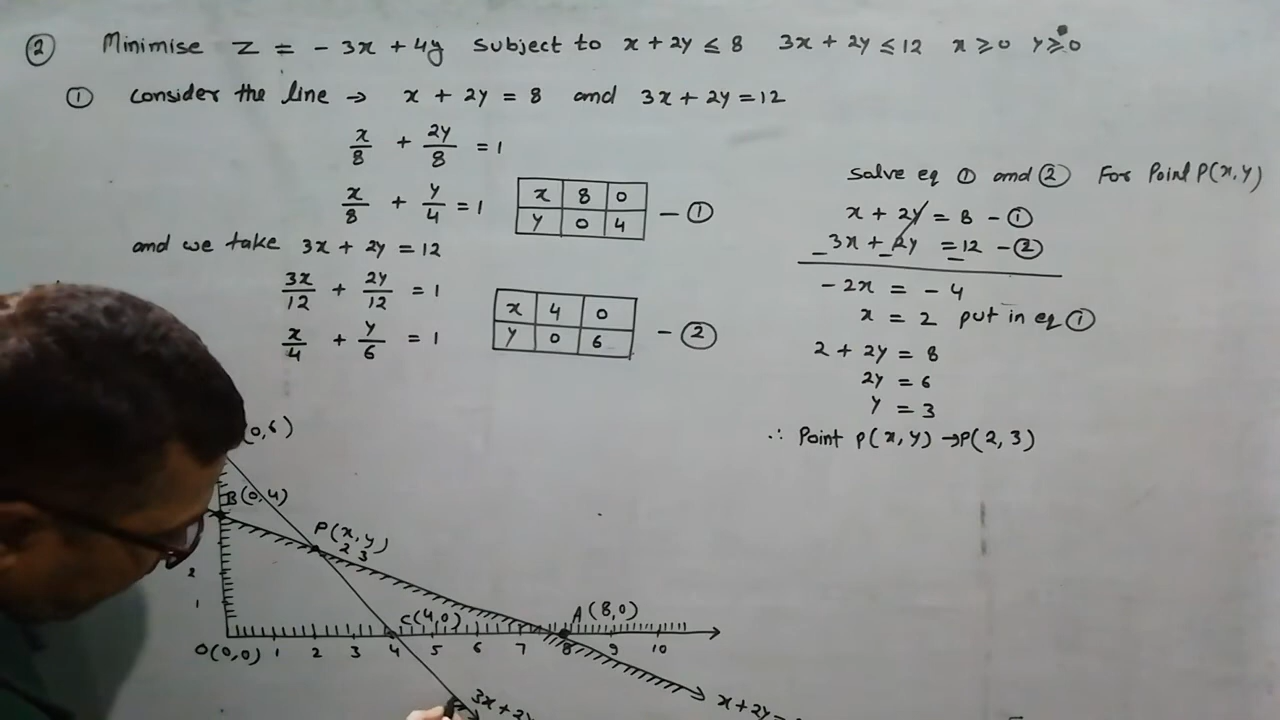 ② Minimise Z = - 3x + 4y subject to x + 2y ≤ 8 3x + 2y ≤ 12 x ≥ 0 y ≥ 0
① consider the line → x + 2y = 8 and 3x + 2y = 12
x/8 + 2y/8 = 1
x/8 + y/4 = 1
x 8 0
y 0 4
- ①
and we take 3x + 2y = 12
3x/12 + 2y/12 = 1
x/4 + y/6 = 1
x 4 0
y 0 6
- ②
Solve eq ① and ② For Point P(x,y)
x + 2y = 8 - ①
3x + 2y = 12 - ②
- - -
- 2x = - 4
x = 2 put in eq ①
2 + 2y = 8
2y = 6
y = 3
∴ Point P(x,y) → P(2,3)
0,6)
B(0,4)
P(x,y)
2 3
2
1
C(4,0)
A(8,0)
O(0,0) 1 2 3 4 5 6 7 8 9 10
3x+2y
x+2y=